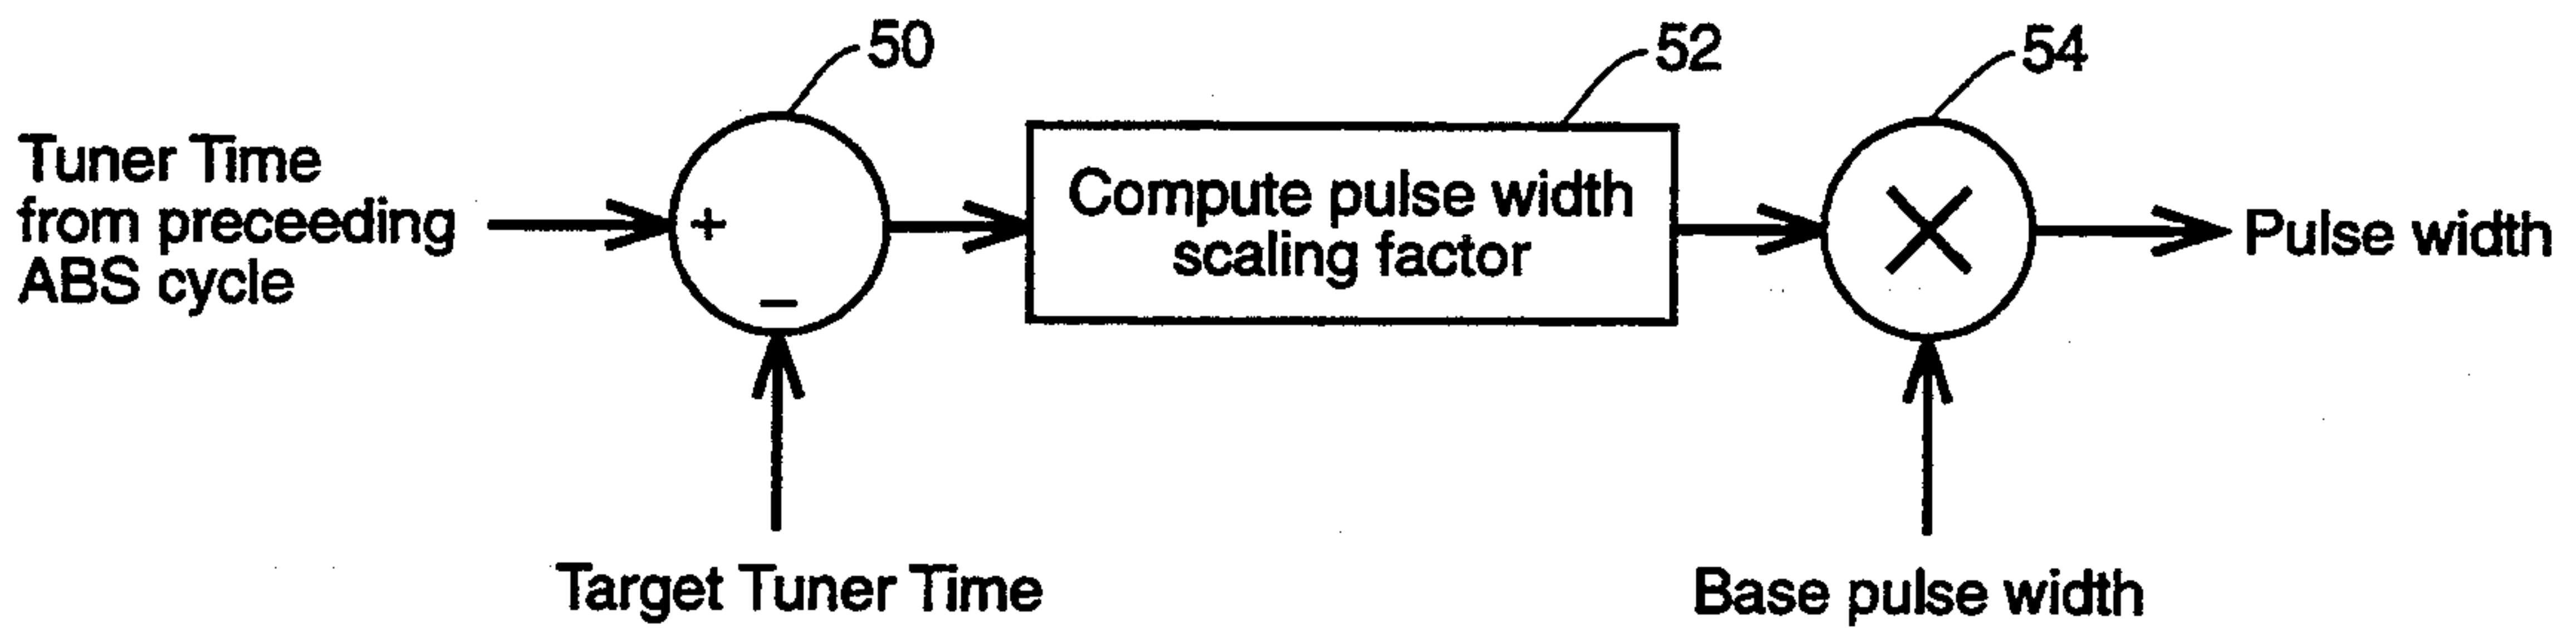 50
52
54
Tuner Time
from preceeding
ABS cycle
+
−
Compute pulse width
scaling factor
×
Pulse width
Target Tuner Time
Base pulse width